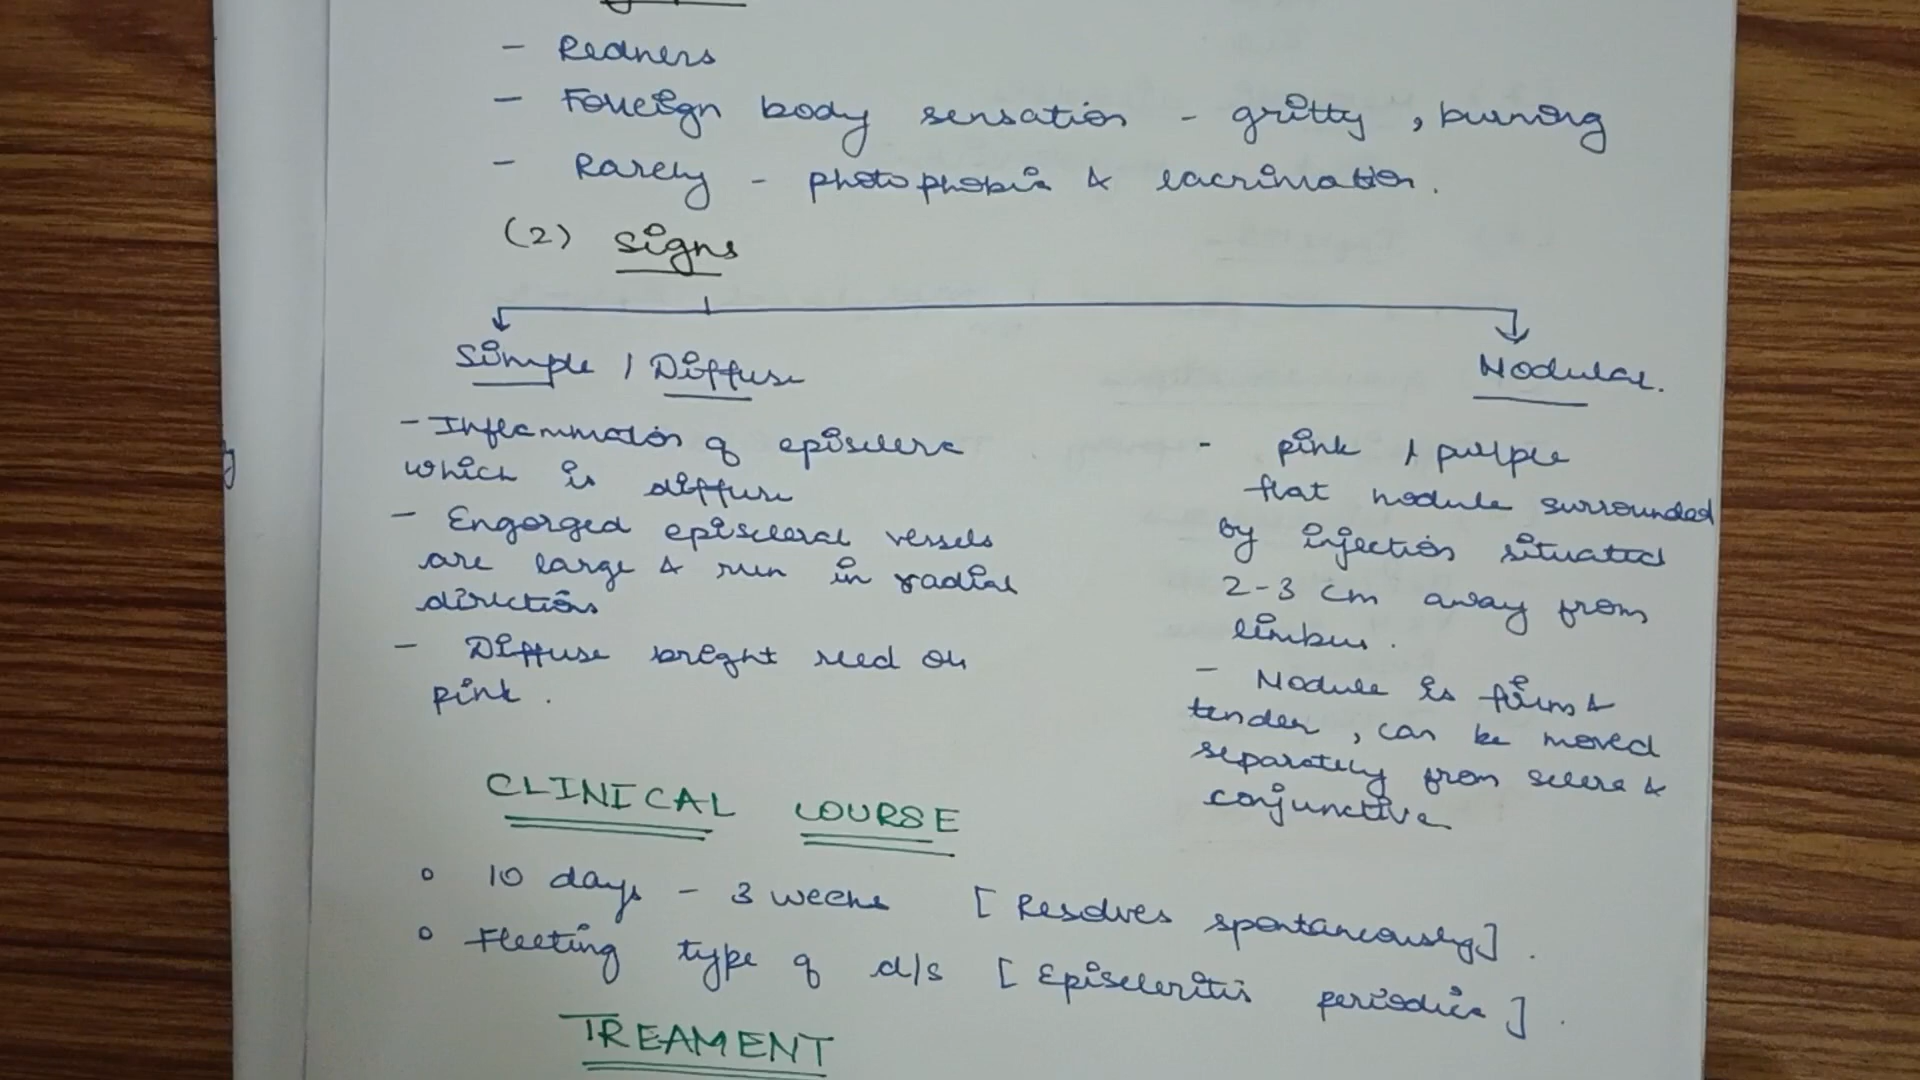 - Redness
- Foreign body sensation - gritty, burning
- Rarely - photophobia & lacrimation.
(2) Signs
Simple / Diffuse
- Inflammation of episclera
which is diffuse
- Engorged episcleral vessels
are large & run in radial
direction
- Diffuse bright red or
pink.
Nodular.
- pink / purple
flat nodule surrounded
by injection situated
2-3 cm away from
limbus.
- Nodule is firm &
tender, can be moved
separately from sclera &
conjunctiva
CLINICAL COURSE
o 10 days - 3 weeks [Resolves spontaneously].
o Fleeting type of d/s [Episcleritis periodica].
TREAMENT